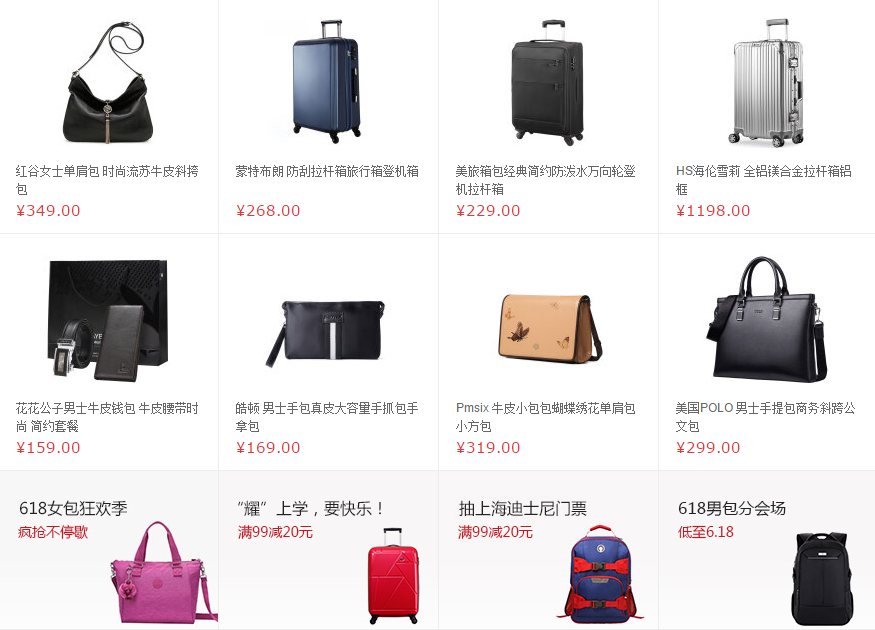 红谷女士单肩包 时尚流苏牛皮斜挎
包
¥349.00
蒙特布朗 防刮拉杆箱旅行箱登机箱
¥268.00
美旅箱包经典简约防泼水万向轮登
机拉杆箱
¥229.00
HS海伦雪莉 全铝镁合金拉杆箱铝
框
¥1198.00
花花公子男士牛皮钱包 牛皮腰带时
尚 简约套餐
¥159.00
皓顿 男士手包真皮大容量手抓包手
拿包
¥169.00
Pmsix 牛皮小包包蝴蝶绣花单肩包
小方包
¥319.00
美国POLO 男士手提包商务斜跨公
文包
¥299.00
618女包狂欢季
疯抢不停歇
“耀”上学，要快乐！
满99减20元
抽上海迪士尼门票
满99减20元
618男包分会场
低至6.18